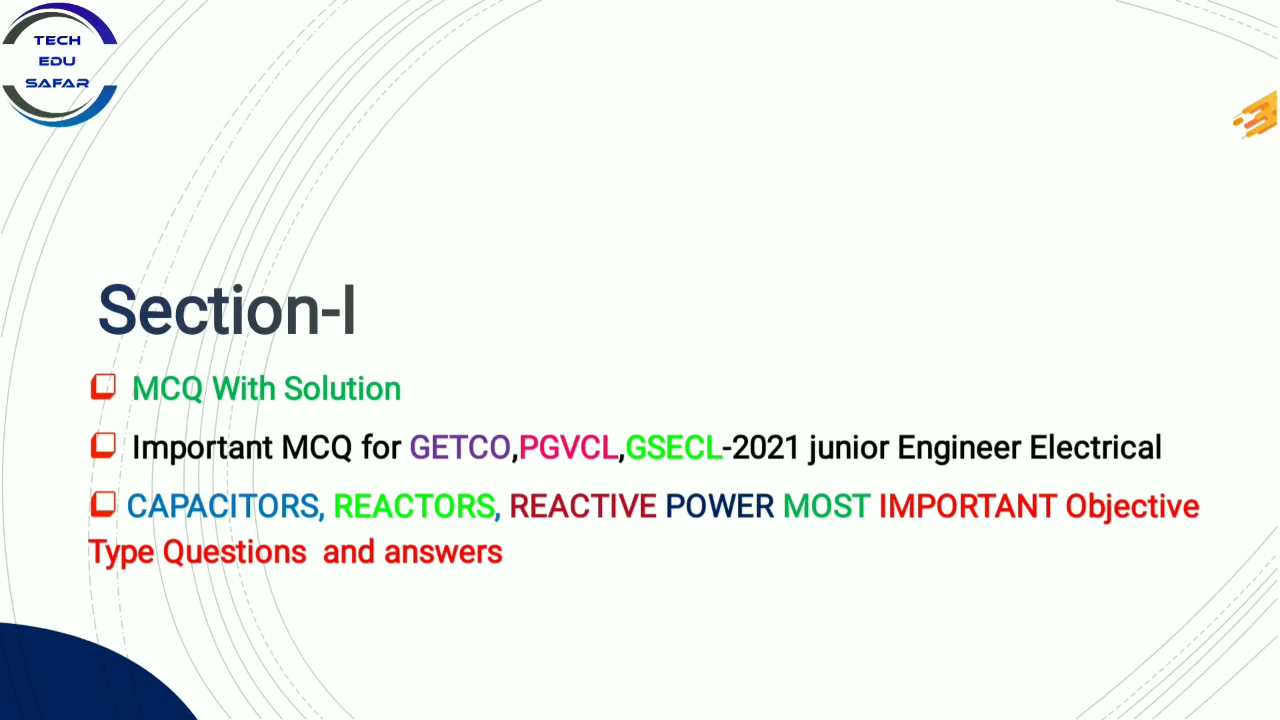 TECH
EDU
SAFAR
Section-I
MCQ With Solution
Important MCQ for GETCO,PGVCL,GSECL-2021 junior Engineer Electrical
CAPACITORS, REACTORS, REACTIVE POWER MOST IMPORTANT Objective
Type Questions and answers